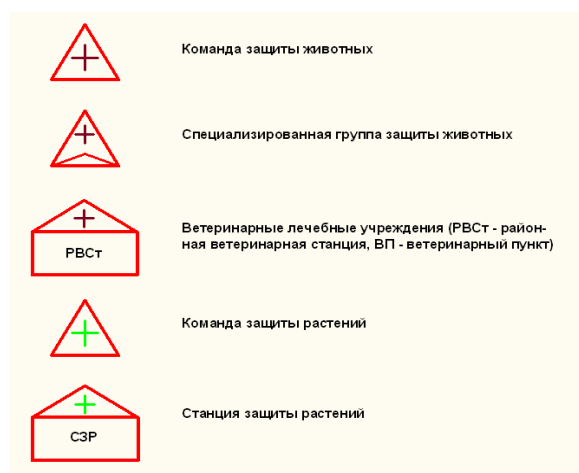 Команда защиты животных
Специализированная группа защиты животных
РВСт
Ветеринарные лечебные учреждения (РВСт - район-
ная ветеринарная станция, ВП - ветеринарный пункт)
Команда защиты растений
СЗР
Станция защиты растений